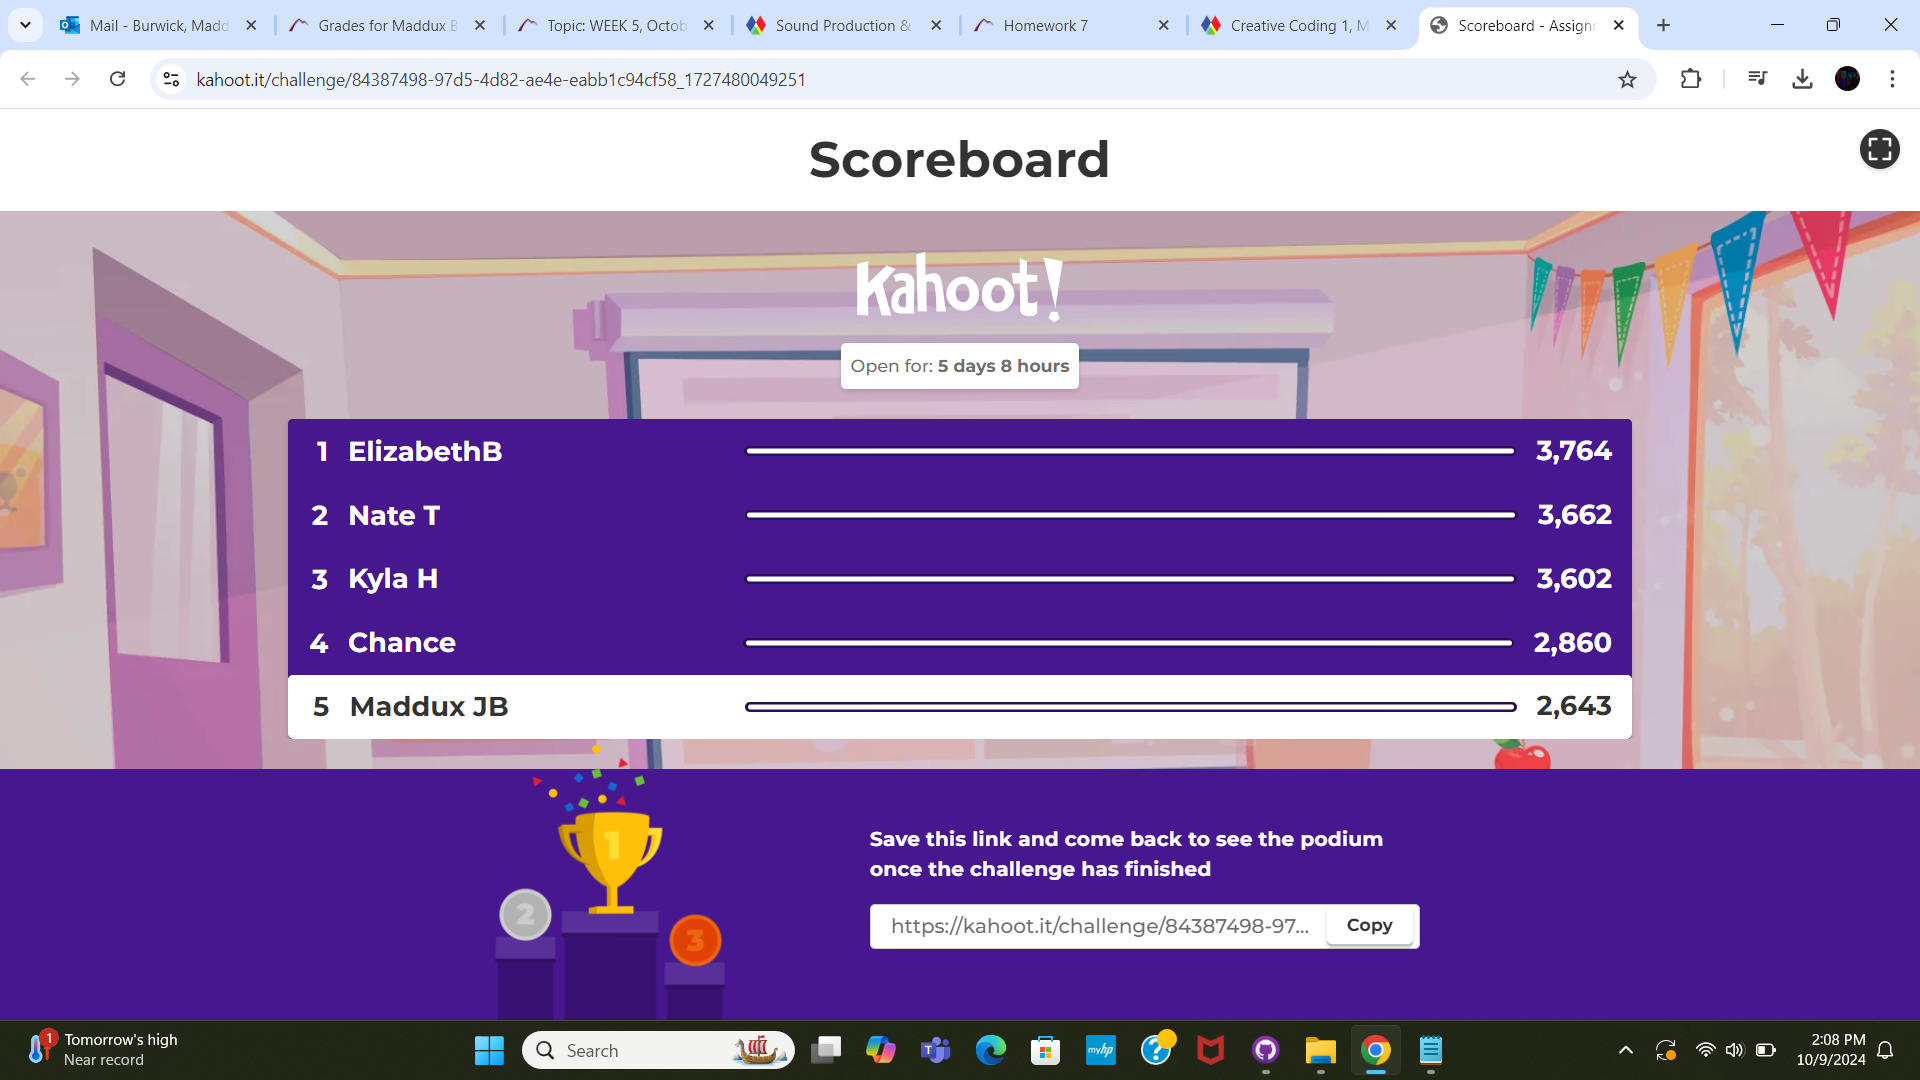 Mail - Burwick, Madd
Grades for Maddux B
Topic: WEEK 5, Octob
Sound Production &
Homework 7
Creative Coding 1, M
Scoreboard - Assignm
kahoot.it/challenge/84387498-97d5-4d82-ae4e-eabb1c94cf58_1727480049251
Scoreboard
Kahoot!
Open for: 5 days 8 hours
1 ElizabethB 3,764
2 Nate T 3,662
3 Kyla H 3,602
4 Chance 2,860
5 Maddux JB 2,643
1
2
3
Save this link and come back to see the podium
once the challenge has finished
https://kahoot.it/challenge/84387498-97... Copy
1
Tomorrow's high
Near record
Search
myhp
2:08 PM
10/9/2024